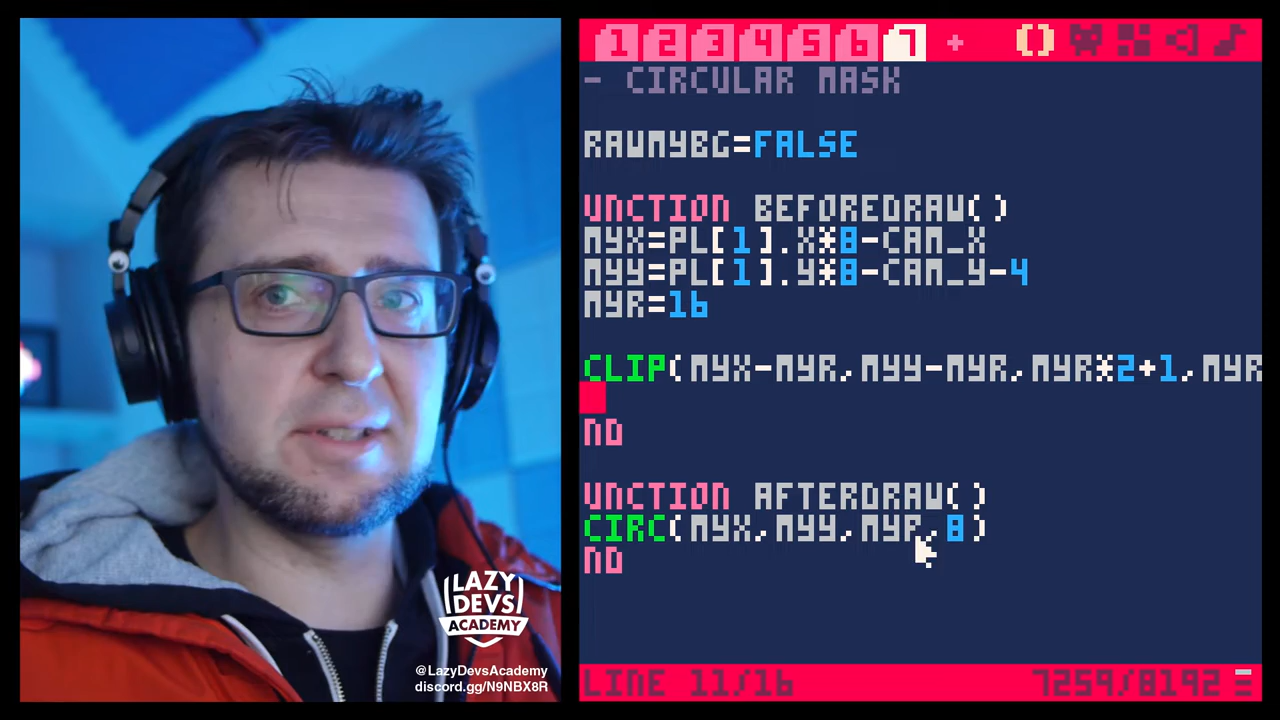 1 2 3 4 5 6 7 + ()
- CIRCULAR MASK
RAWMYBG=FALSE
UNCTION BEFOREDRAW()
MYX=PL[1].X*8-CAM_X
MYY=PL[1].Y*8-CAM_Y-4
MYR=16
CLIP(MYX-MYR,MYY-MYR,MYR*2+1,MYR
ND
UNCTION AFTERDRAW()
CIRC(MYX,MYY,MYR,8)
ND
LINE 11/16 7259/8192
LAZY
DEVS
ACADEMY
@LazyDevsAcademy
discord.gg/N9NBX8R